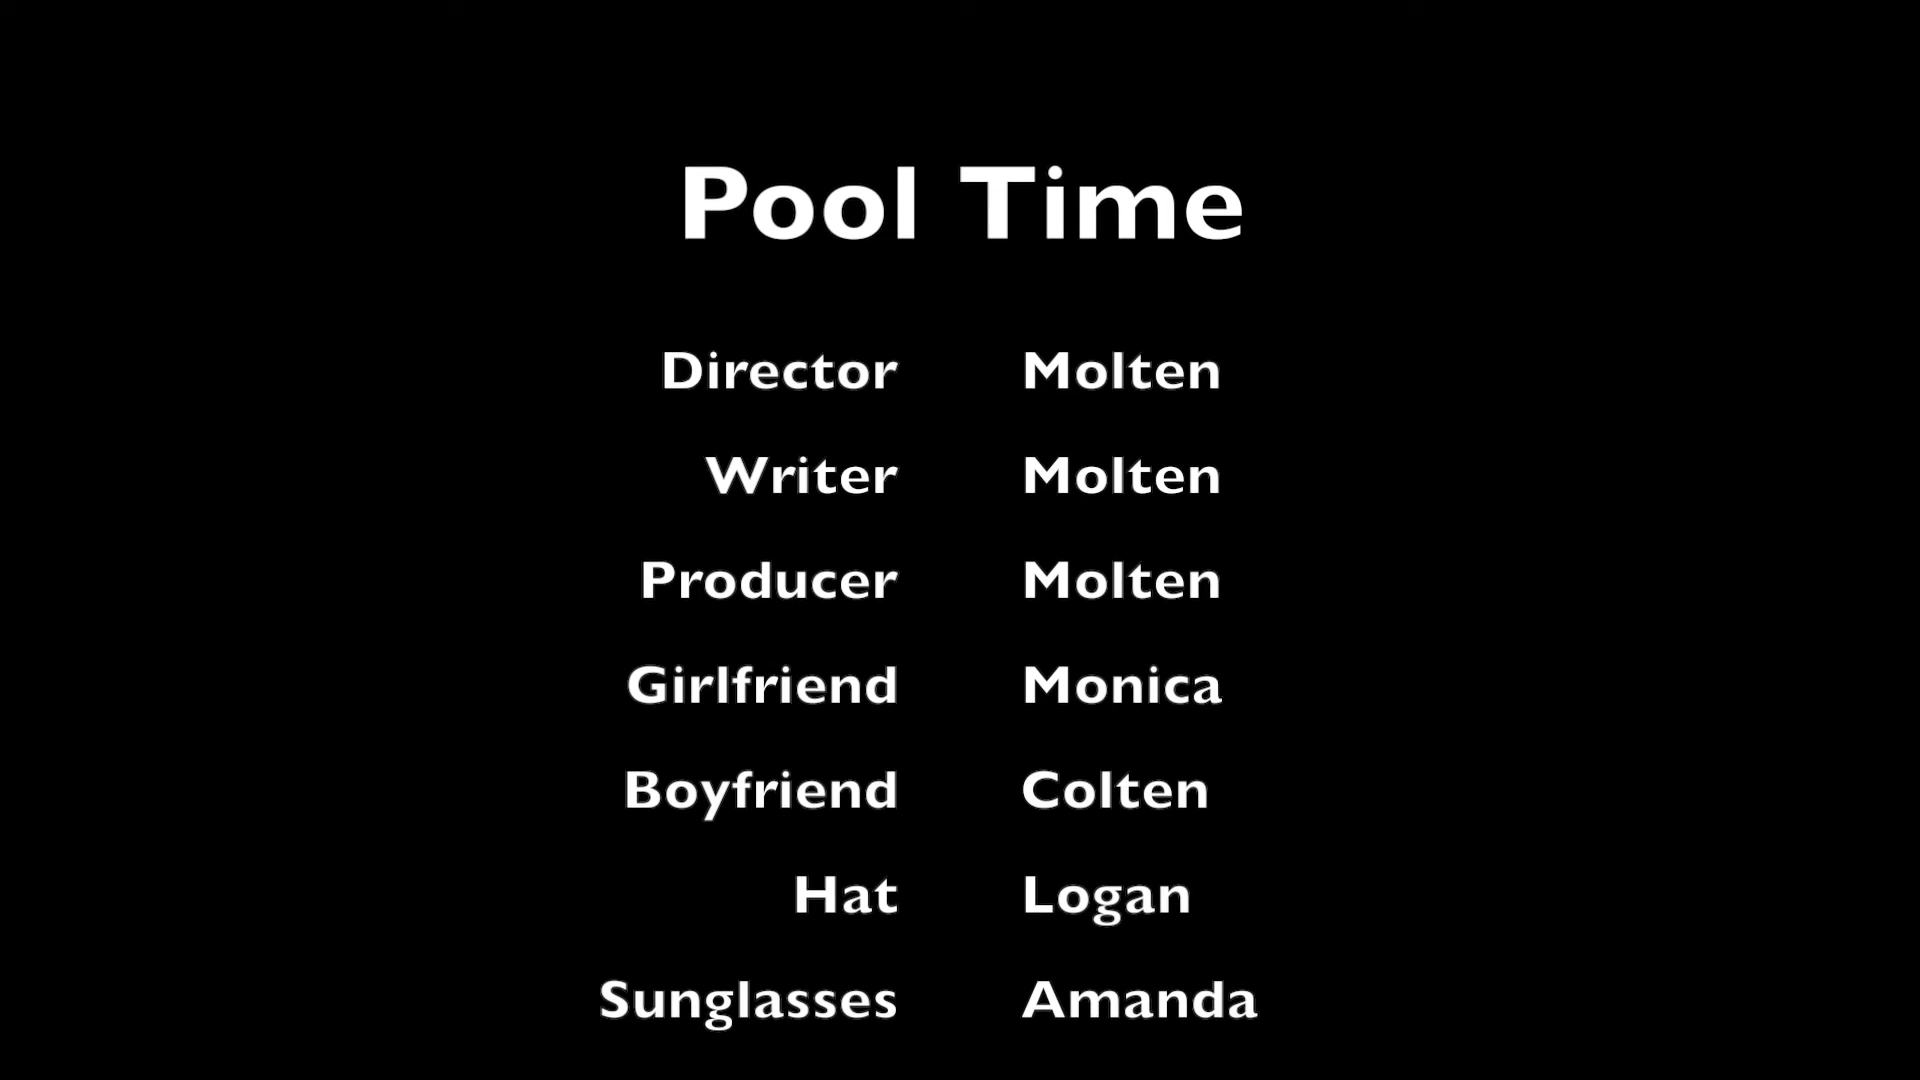 Pool Time
Director Molten
Writer Molten
Producer Molten
Girlfriend Monica
Boyfriend Colten
Hat Logan
Sunglasses Amanda